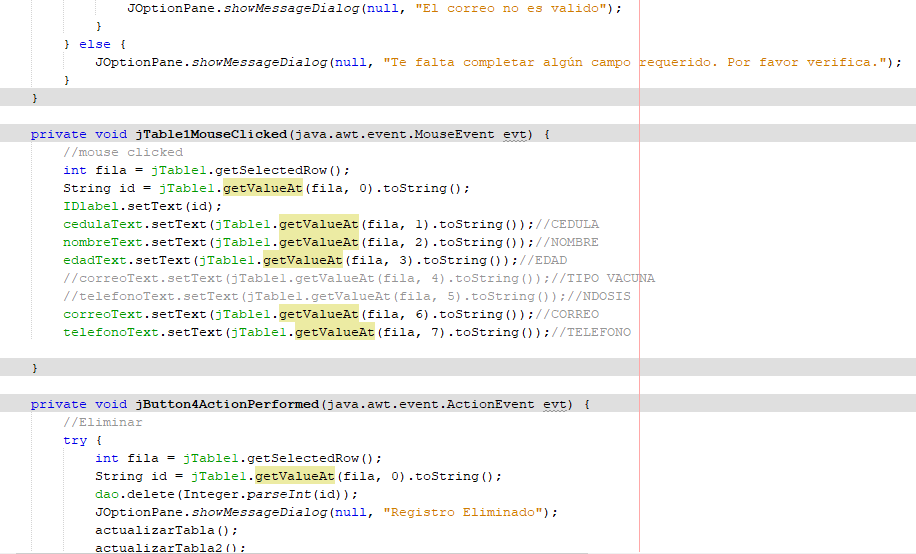 JOptionPane.showMessageDialog(null, "El correo no es valido");
}
} else {
JOptionPane.showMessageDialog(null, "Te falta completar algún campo requerido. Por favor verifica.");
}
}
private void jTable1MouseClicked(java.awt.event.MouseEvent evt) {
//mouse clicked
int fila = jTable1.getSelectedRow();
String id = jTable1.getValueAt(fila, 0).toString();
IDlabel.setText(id);
cedulaText.setText(jTable1.getValueAt(fila, 1).toString());//CEDULA
nombreText.setText(jTable1.getValueAt(fila, 2).toString());//NOMBRE
edadText.setText(jTable1.getValueAt(fila, 3).toString());//EDAD
//correoText.setText(jTable1.getValueAt(fila, 4).toString());//TIPO VACUNA
//telefonoText.setText(jTable1.getValueAt(fila, 5).toString());//NDOSIS
correoText.setText(jTable1.getValueAt(fila, 6).toString());//CORREO
telefonoText.setText(jTable1.getValueAt(fila, 7).toString());//TELEFONO
}
private void jButton4ActionPerformed(java.awt.event.ActionEvent evt) {
//Eliminar
try {
int fila = jTable1.getSelectedRow();
String id = jTable1.getValueAt(fila, 0).toString();
dao.delete(Integer.parseInt(id));
JOptionPane.showMessageDialog(null, "Registro Eliminado");
actualizarTabla();
actualizarTabla2();